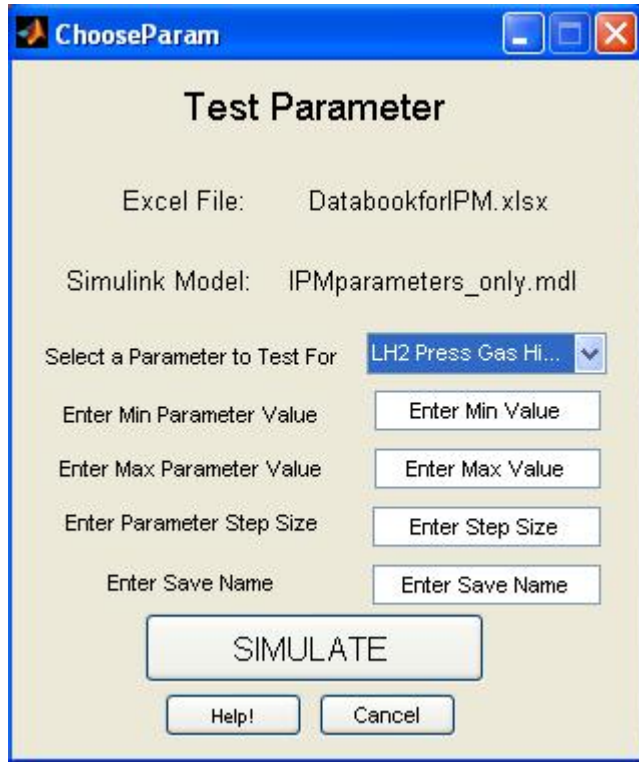 ChooseParam
Test Parameter
Excel File: DatabookforIPM.xlsx
Simulink Model: IPMparameters_only.mdl
Select a Parameter to Test For LH2 Press Gas Hi...
Enter Min Parameter Value Enter Min Value
Enter Max Parameter Value Enter Max Value
Enter Parameter Step Size Enter Step Size
Enter Save Name Enter Save Name
SIMULATE
Help! Cancel